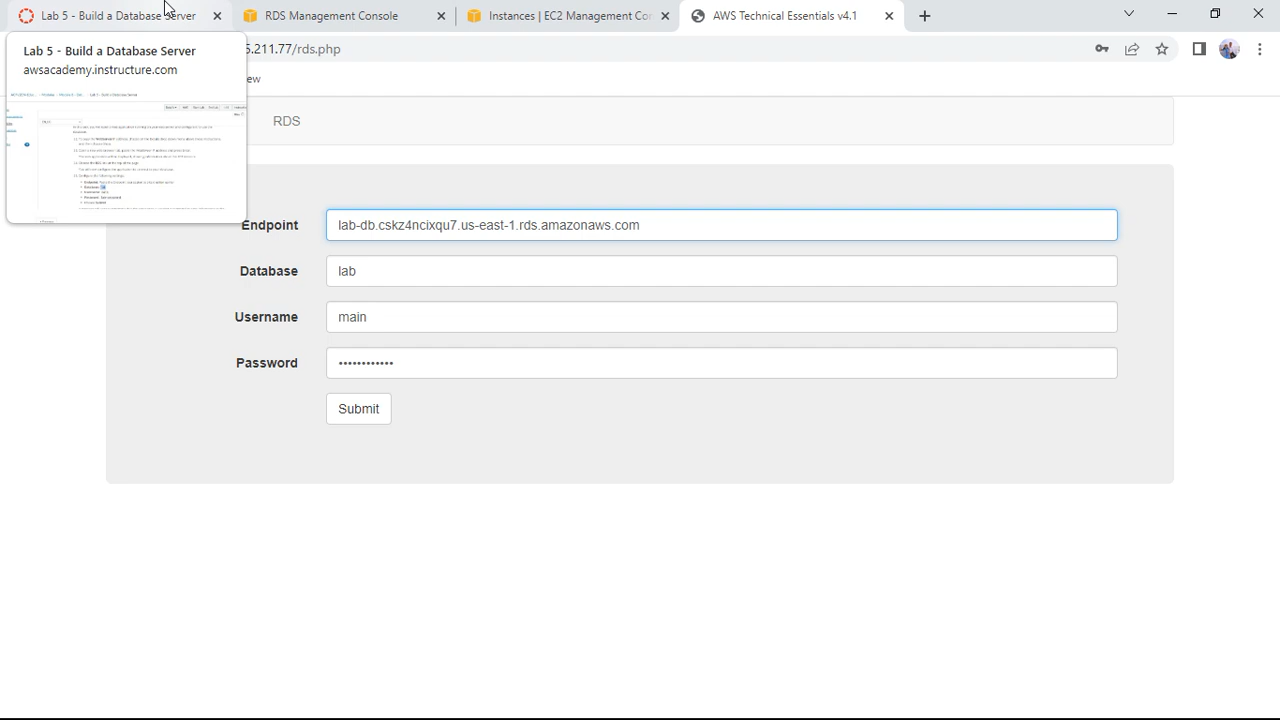 Lab 5 - Build a Database Server
RDS Management Console
Instances | EC2 Management Con
AWS Technical Essentials v4.1
Lab 5 - Build a Database Server
awsacademy.instructure.com
5.211.77/rds.php
ew
RDS
Endpoint
lab-db.cskz4ncixqu7.us-east-1.rds.amazonaws.com
Database
lab
Username
main
Password
••••••••••••
Submit